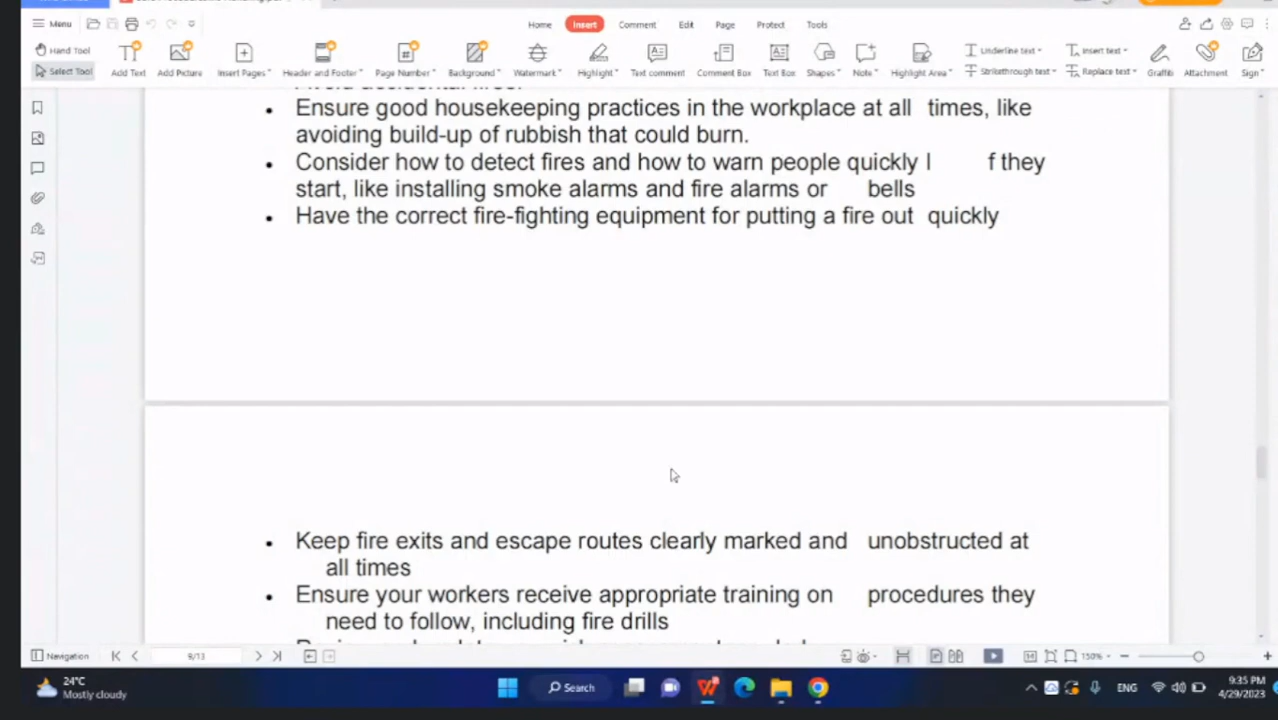 Menu Home Insert Comment Edit Page Protect Tools
Hand Tool Underline text Insert text
Select Tool Add Text Add Picture Insert Pages Header and Footer Page Number Background Watermark Highlight Text comment Comment Box Text Box Shapes Note Highlight Area Strikethrough text Replace text Graffiti Attachment Sign
Avoid accidental fires.
• Ensure good housekeeping practices in the workplace at all times, like
avoiding build-up of rubbish that could burn.
• Consider how to detect fires and how to warn people quickly I f they
start, like installing smoke alarms and fire alarms or bells
• Have the correct fire-fighting equipment for putting a fire out quickly
• Keep fire exits and escape routes clearly marked and unobstructed at
all times
• Ensure your workers receive appropriate training on procedures they
need to follow, including fire drills
Navigation 9/13 150%
24°C
Mostly cloudy
Search
ENG
9:35 PM
4/29/2023